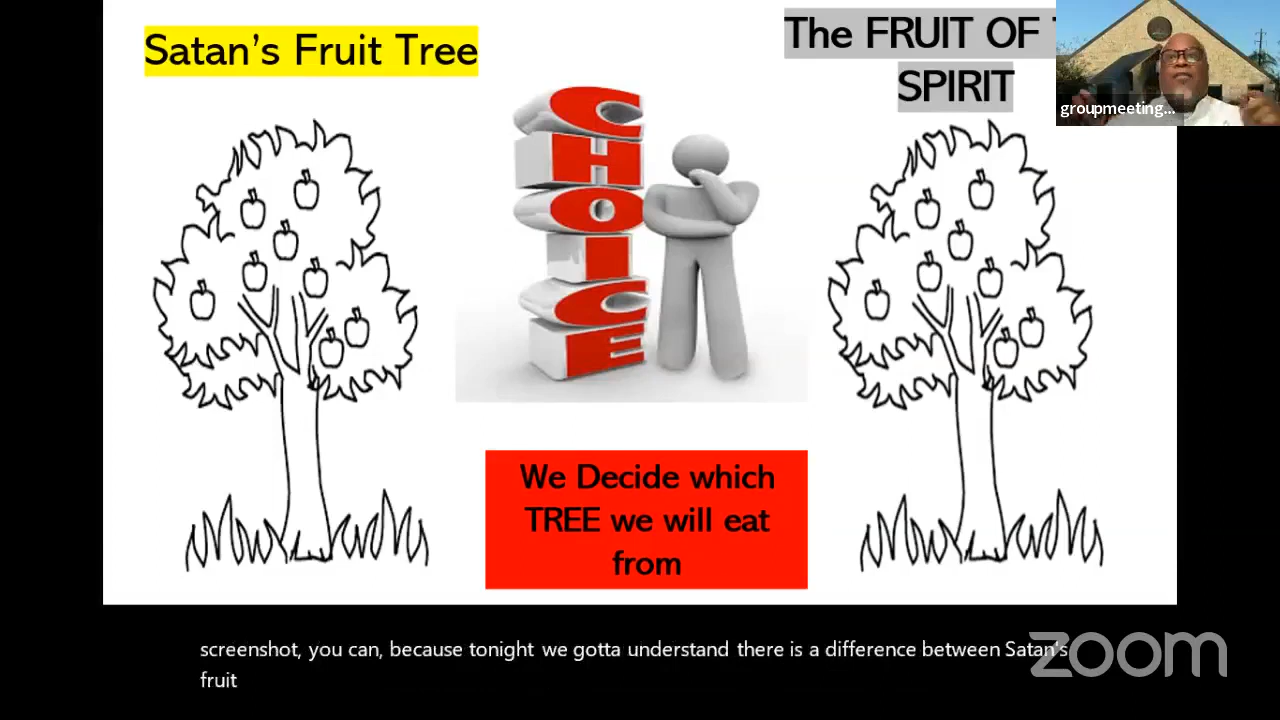 Satan's Fruit Tree
The FRUIT OF
SPIRIT
groupmeeting...
CHOICE
We Decide which
TREE we will eat
from
screenshot, you can, because tonight we gotta understand there is a difference between Satan's
fruit
zoom